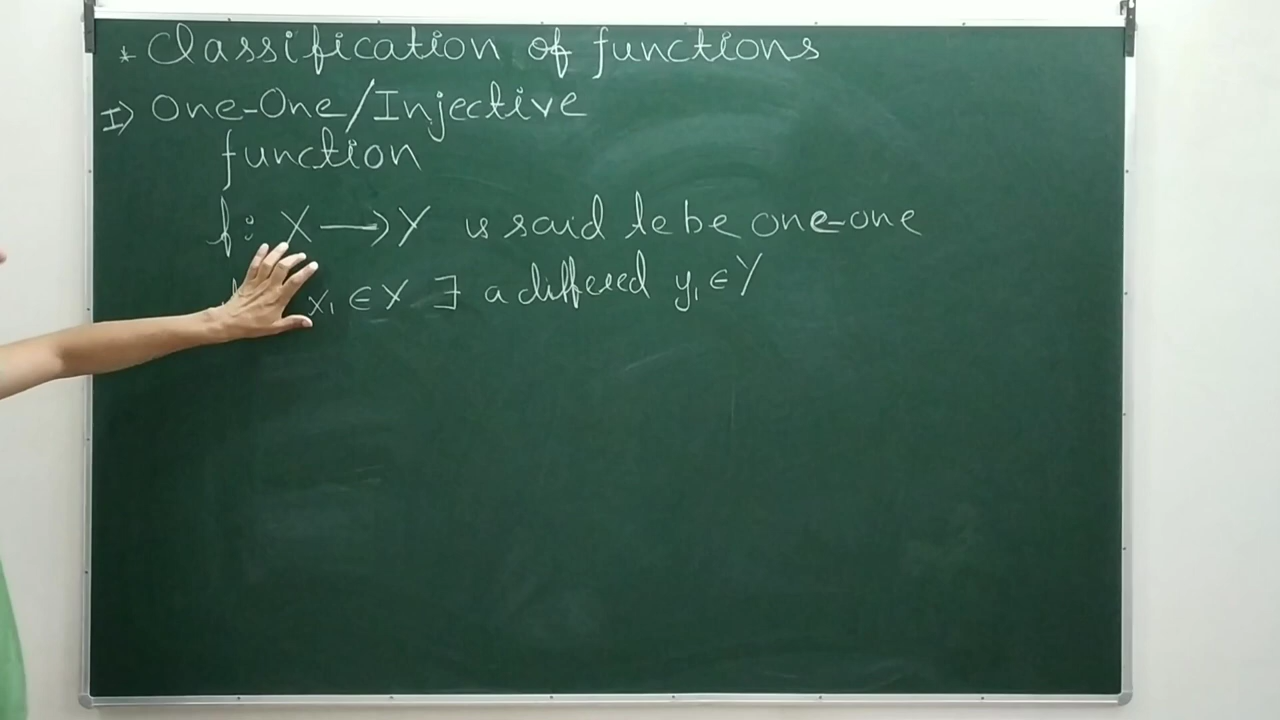 * Classification of functions
I) One-One/Injective
function
f: X → Y is said to be one-one
x₁ ∈ X ∃ a differed y₁ ∈ Y